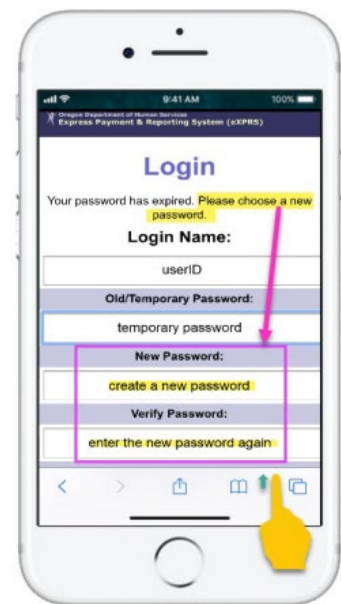 9:41 AM
100%
Oregon Department of Human Services
Express Payment & Reporting System (eXPRS)
Login
Your password has expired. Please choose a new
password.
Login Name:
userID
Old/Temporary Password:
temporary password
New Password:
create a new password
Verify Password:
enter the new password again